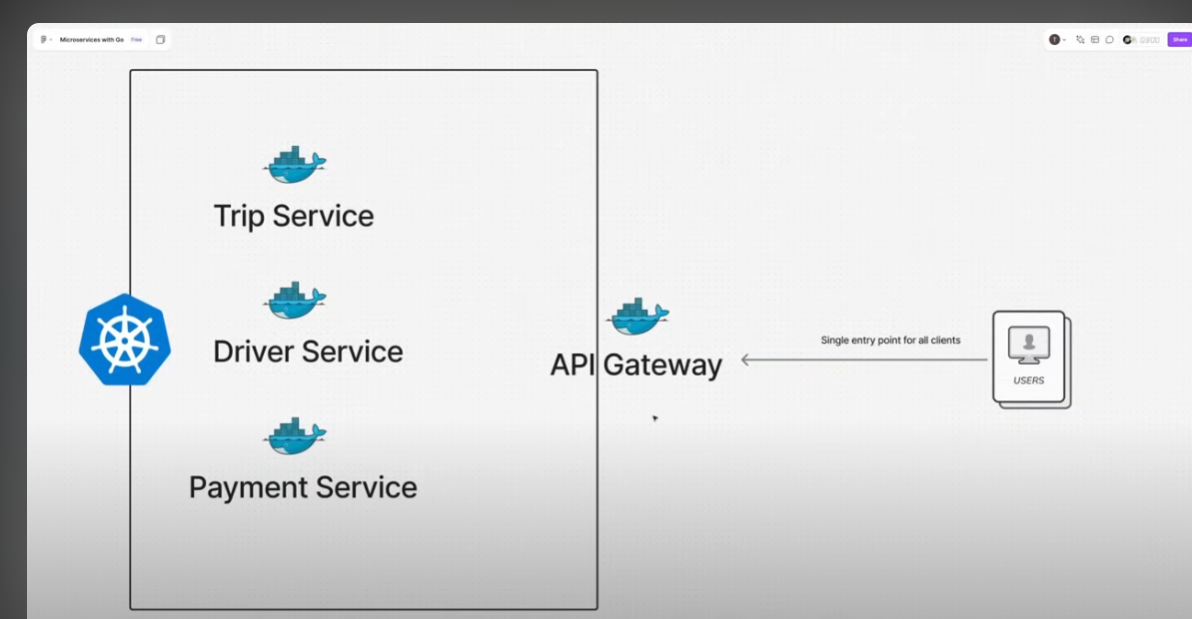 Microservices with Go Free
Share
Trip Service
Driver Service
Payment Service
API Gateway
Single entry point for all clients
USERS